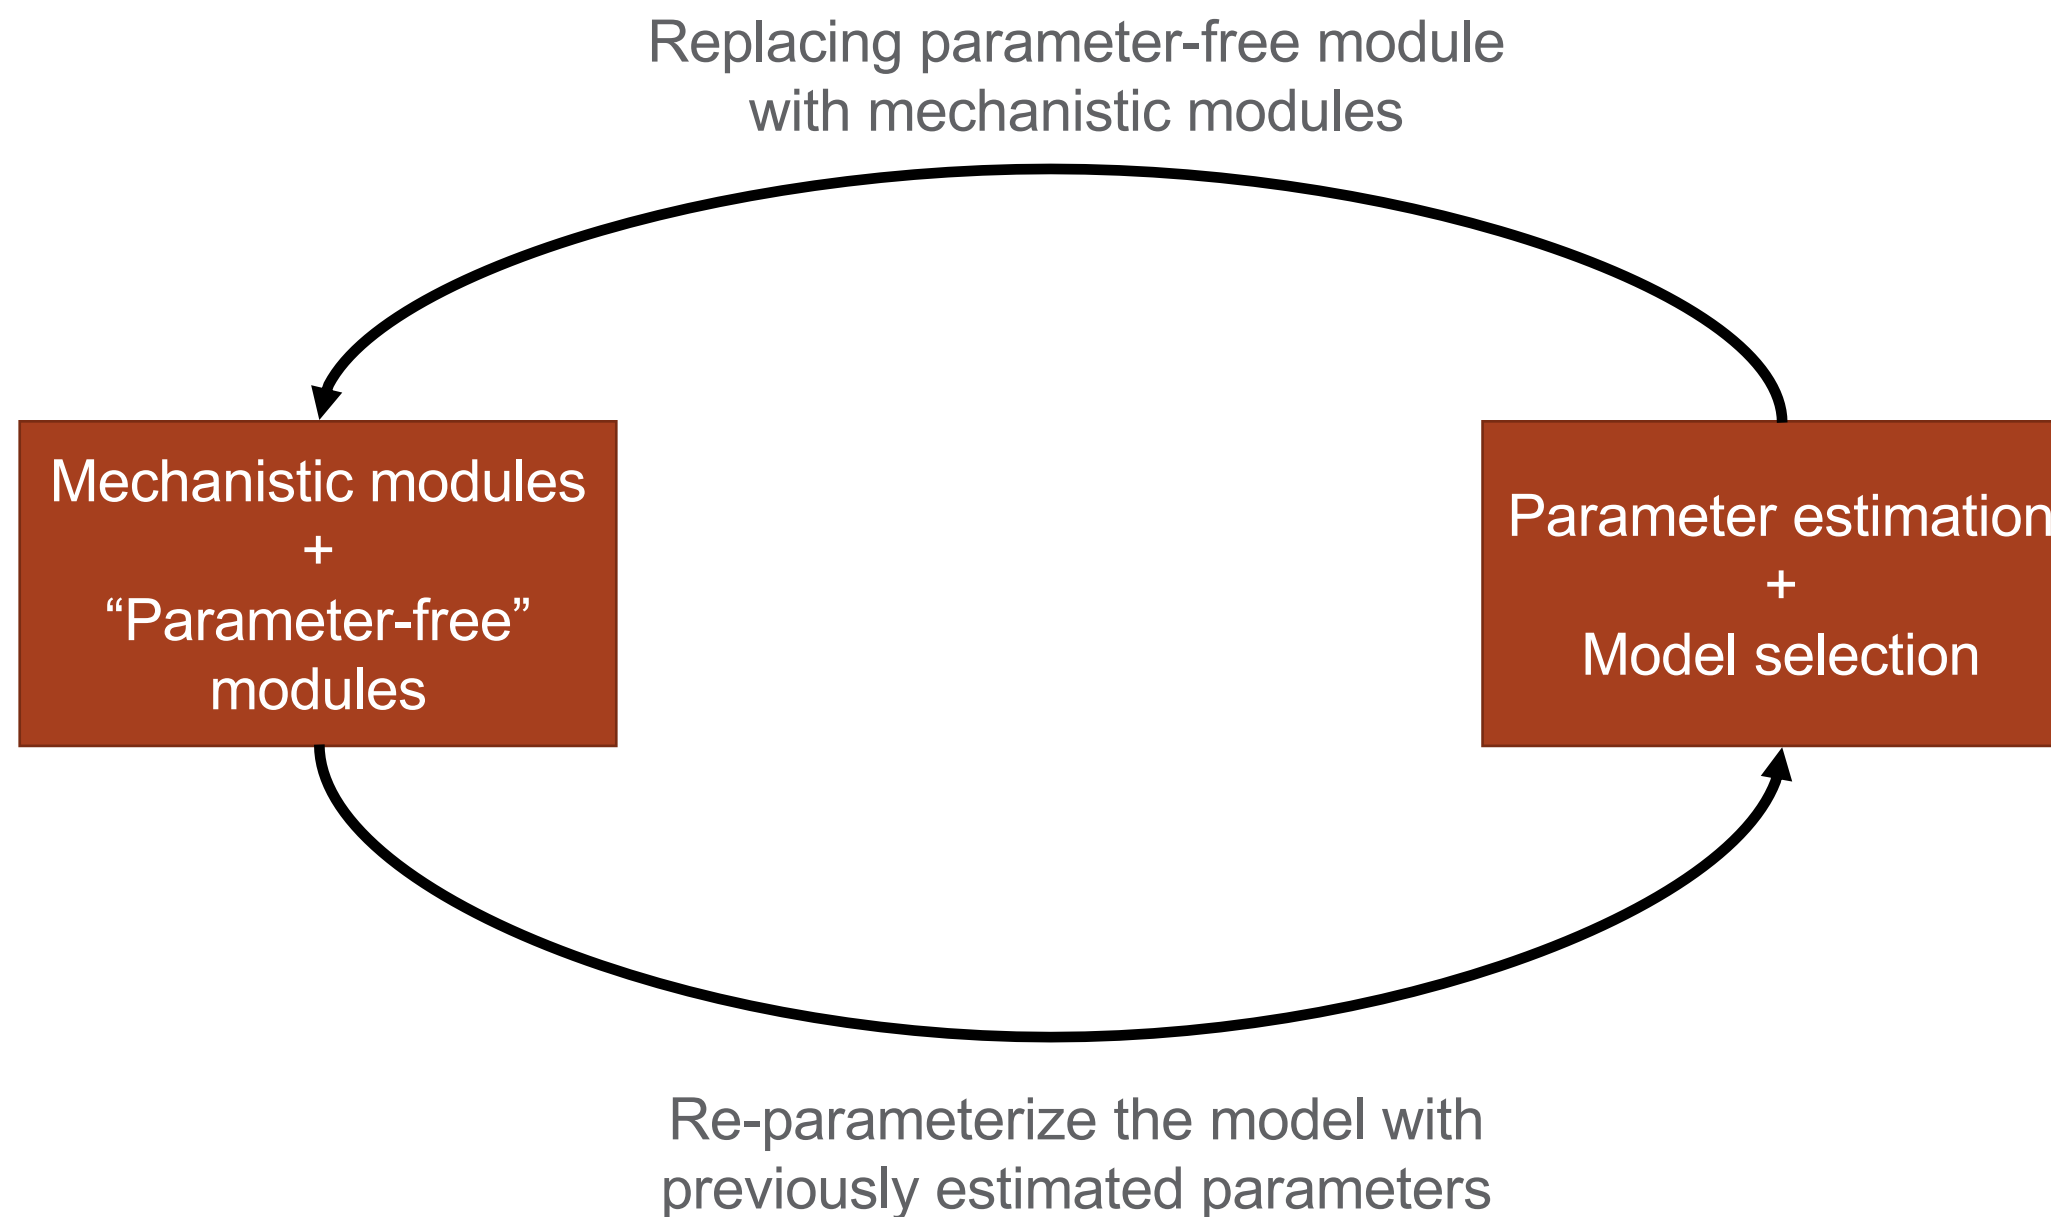 Replacing parameter-free module
with mechanistic modules
Mechanistic modules
+
“Parameter-free”
modules
Parameter estimation
+
Model selection
Re-parameterize the model with
previously estimated parameters